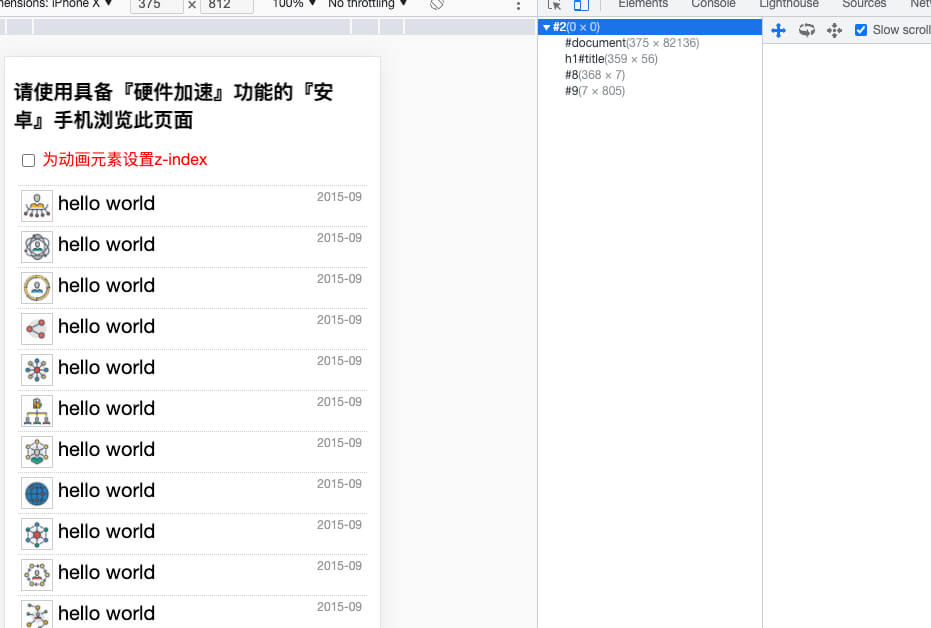 mensions: iPhone X ▼ 375 × 812 100% ▼ No throttling ▼
Elements Console Lighthouse Sources Net
#2(0 × 0)
#document(375 × 82136)
h1#title(359 × 56)
#8(368 × 7)
#9(7 × 805)
Slow scroll
请使用具备『硬件加速』功能的『安
卓』手机浏览此页面
为动画元素设置z-index
hello world 2015-09
hello world 2015-09
hello world 2015-09
hello world 2015-09
hello world 2015-09
hello world 2015-09
hello world 2015-09
hello world 2015-09
hello world 2015-09
hello world 2015-09
hello world 2015-09